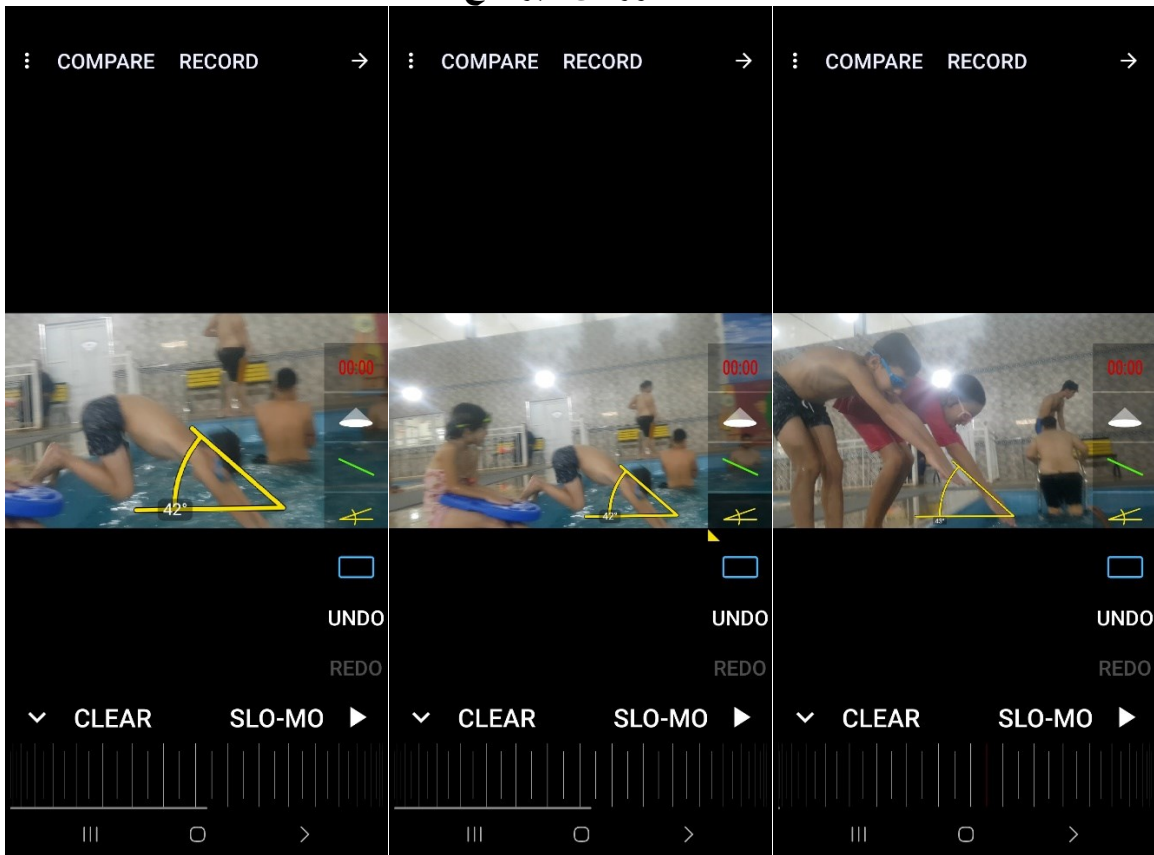 COMPARE RECORD → COMPARE RECORD → COMPARE RECORD →
00:00 00:00 00:00
42° 42° 43°
UNDO UNDO UNDO
REDO REDO REDO
CLEAR SLO-MO CLEAR SLO-MO CLEAR SLO-MO